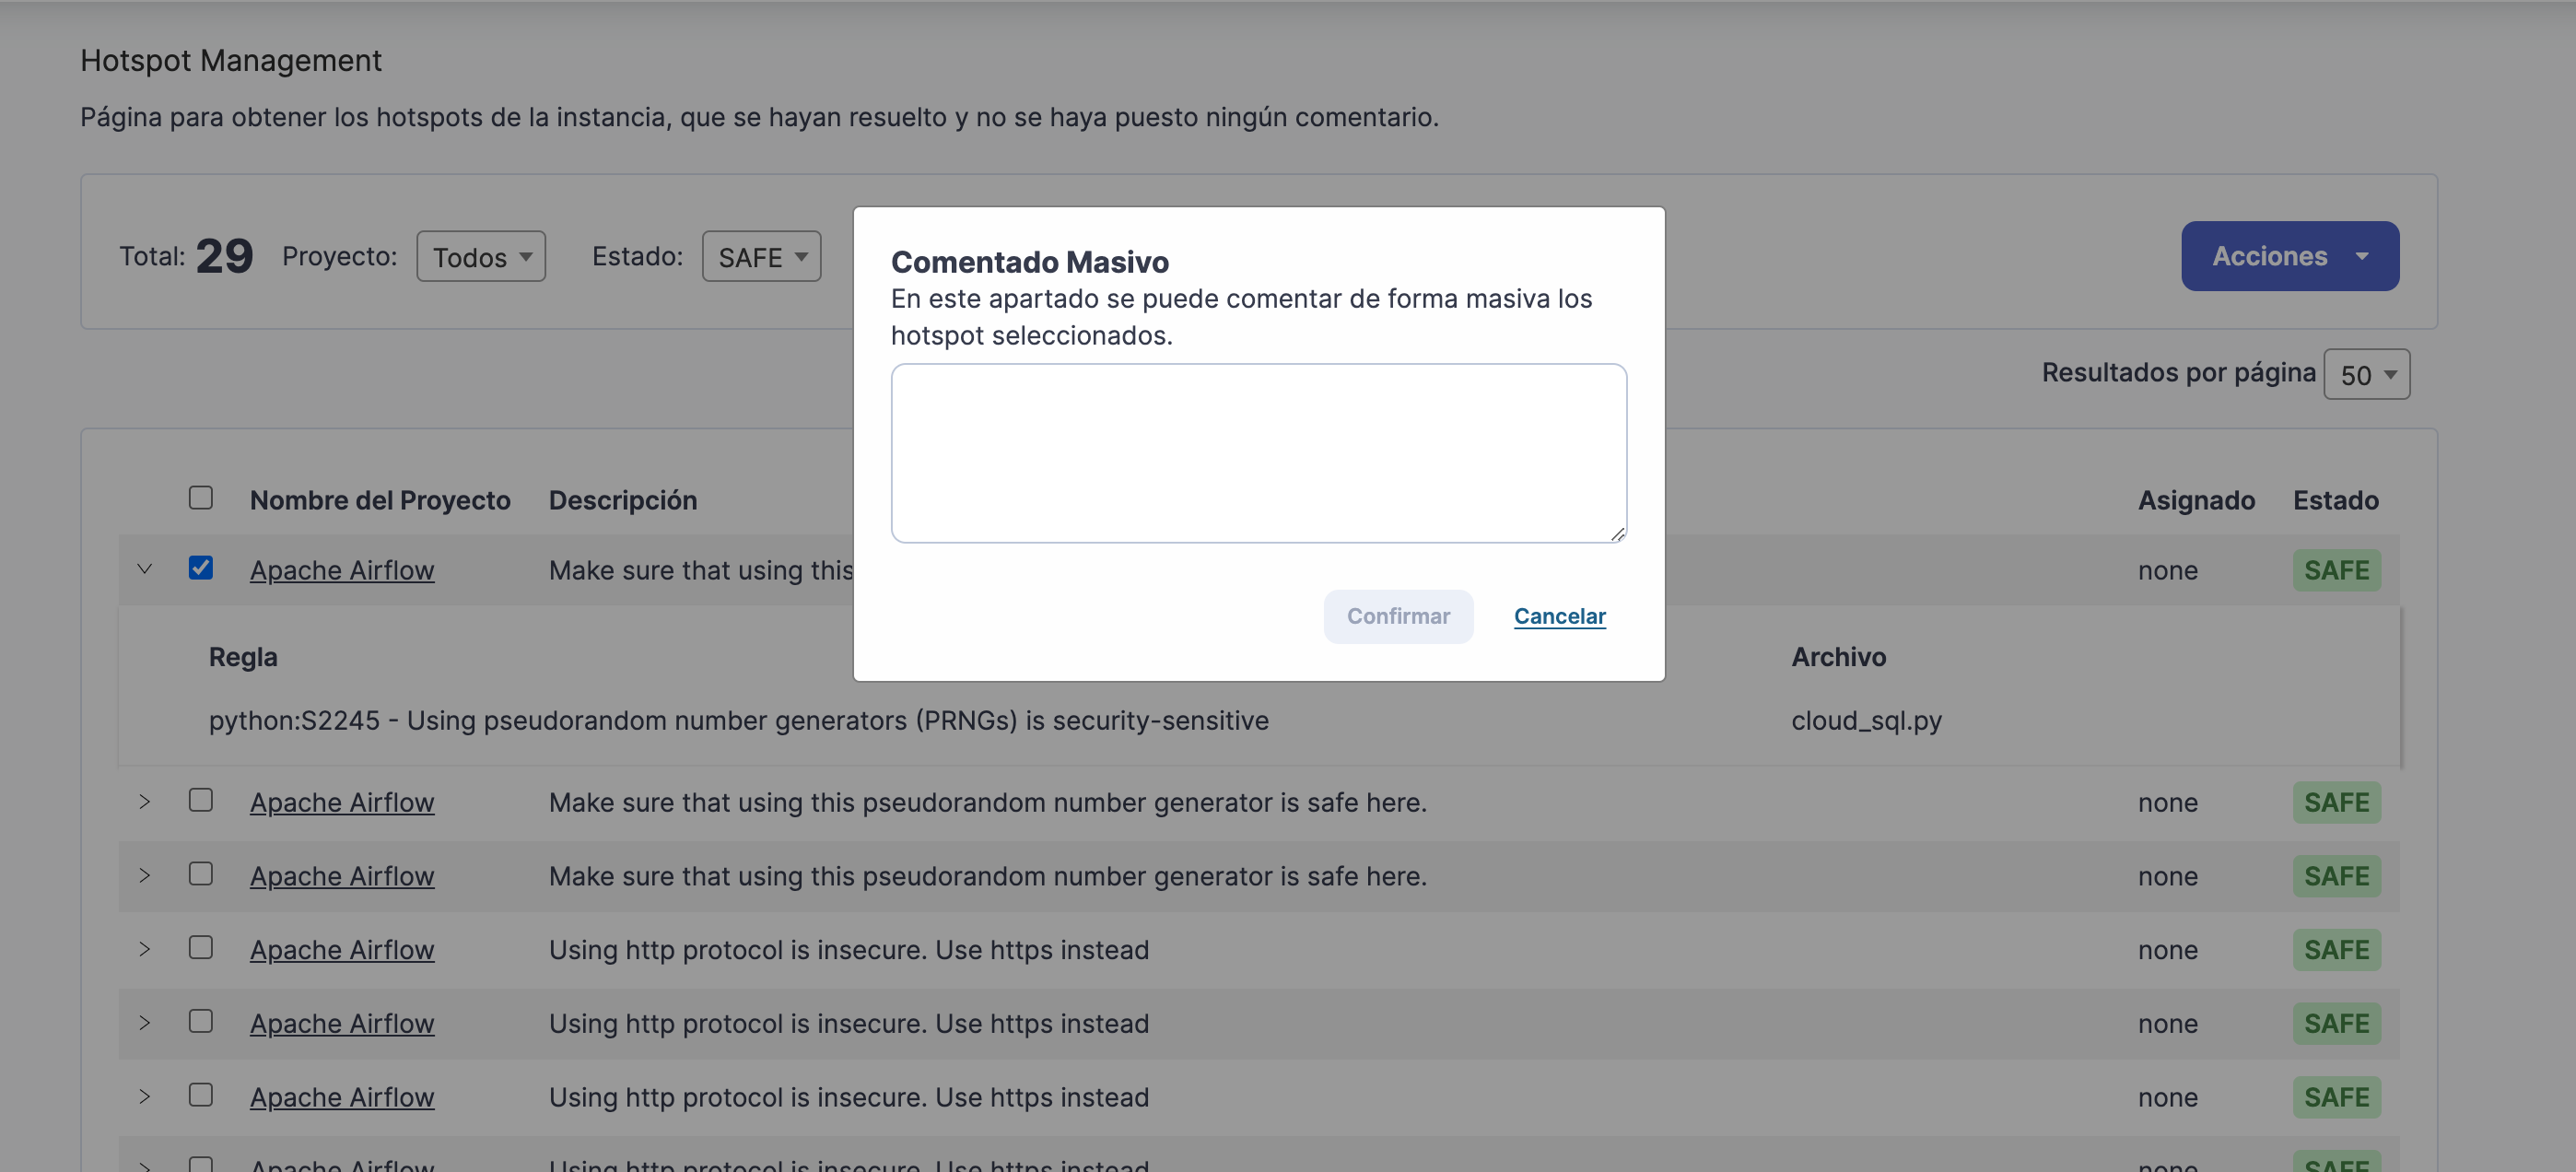 Hotspot Management
Página para obtener los hotspots de la instancia, que se hayan resuelto y no se haya puesto ningún comentario.
Total: 29 Proyecto: Todos Estado: SAFE
Acciones
Comentado Masivo
En este apartado se puede comentar de forma masiva los
hotspot seleccionados.
Confirmar Cancelar
Resultados por página 50
Nombre del Proyecto Descripción Asignado Estado
Apache Airflow Make sure that using this none SAFE
Regla Archivo
python:S2245 - Using pseudorandom number generators (PRNGs) is security-sensitive cloud_sql.py
Apache Airflow Make sure that using this pseudorandom number generator is safe here. none SAFE
Apache Airflow Make sure that using this pseudorandom number generator is safe here. none SAFE
Apache Airflow Using http protocol is insecure. Use https instead none SAFE
Apache Airflow Using http protocol is insecure. Use https instead none SAFE
Apache Airflow Using http protocol is insecure. Use https instead none SAFE
Apache Airflow Using http protocol is insecure. Use https instead none SAFE